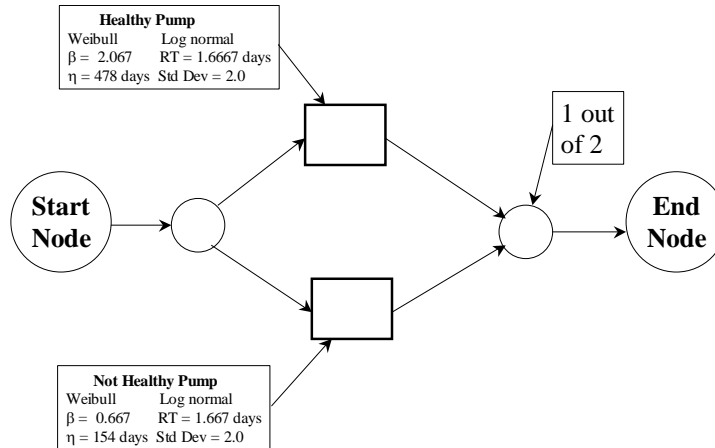 Healthy Pump
Weibull Log normal
β = 2.067 RT = 1.6667 days
η = 478 days Std Dev = 2.0
1 out
of 2
Start
Node
End
Node
Not Healthy Pump
Weibull Log normal
β = 0.667 RT = 1.667 days
η = 154 days Std Dev = 2.0